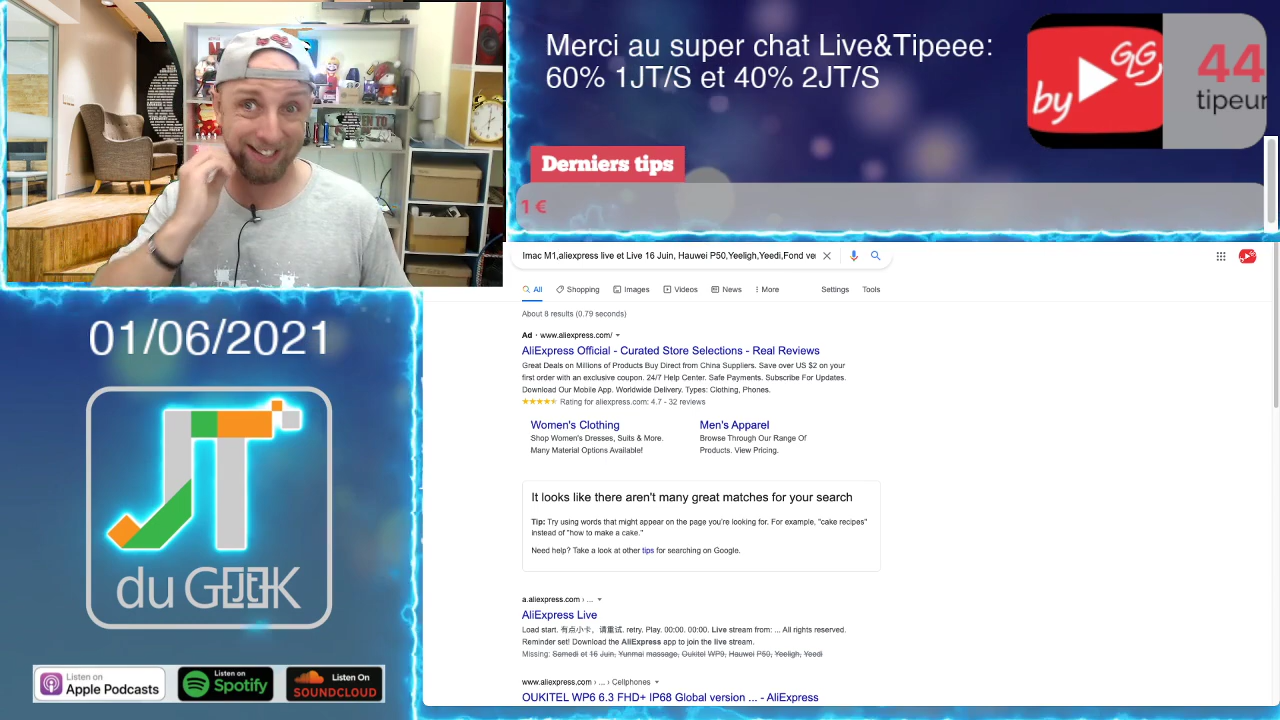 Merci au super chat Live&Tipeee:
60% 1JT/S et 40% 2JT/S
by GG
44
tipeur
Derniers tips
1 €
Imac M1,aliexpress live et Live 16 Juin, Hauwei P50,Yeeligh,Yeedi,Fond ve
All
Shopping
Images
Videos
News
More
Settings
Tools
About 8 results (0.79 seconds)
Ad · www.aliexpress.com/
AliExpress Official - Curated Store Selections - Real Reviews
Great Deals on Millions of Products Buy Direct from China Suppliers. Save over US $2 on your
first order with an exclusive coupon. 24/7 Help Center. Safe Payments. Subscribe For Updates.
Download Our Mobile App. Worldwide Delivery. Types: Clothing, Phones.
Rating for aliexpress.com: 4.7 - 32 reviews
Women's Clothing
Shop Women's Dresses, Suits & More.
Many Material Options Available!
Men's Apparel
Browse Through Our Range Of
Products. View Pricing.
It looks like there aren't many great matches for your search
Tip: Try using words that might appear on the page you're looking for. For example, "cake recipes"
instead of "how to make a cake."
Need help? Take a look at other tips for searching on Google.
a.aliexpress.com › ...
AliExpress Live
Load start. 有点小卡，请重试. retry. Play. 00:00. 00:00. Live stream from: ... All rights reserved.
Reminder set! Download the AliExpress app to join the live stream.
Missing: Samedi et 16 Juin, Yunmai massage, Oukitel WP9, Hauwei P50, Yeeligh, Yeedi
www.aliexpress.com › ... › Cellphones
OUKITEL WP6 6.3 FHD+ IP68 Global version ... - AliExpress
01/06/2021
JT
du GEEK
Listen on
Apple Podcasts
Listen on
Spotify
Listen On
SOUNDCLOUD